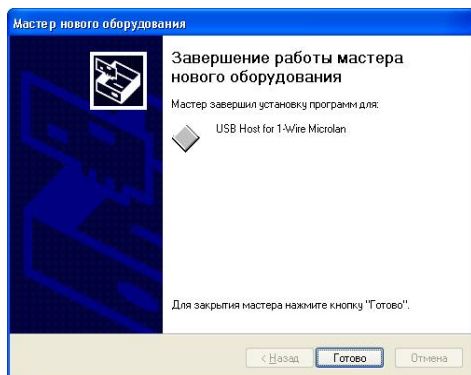 Мастер нового оборудования
Завершение работы мастера
нового оборудования
Мастер завершил установку программ для:
USB Host for 1-Wire Microlan
Для закрытия мастера нажмите кнопку "Готово".
< Назад
Готово
Отмена